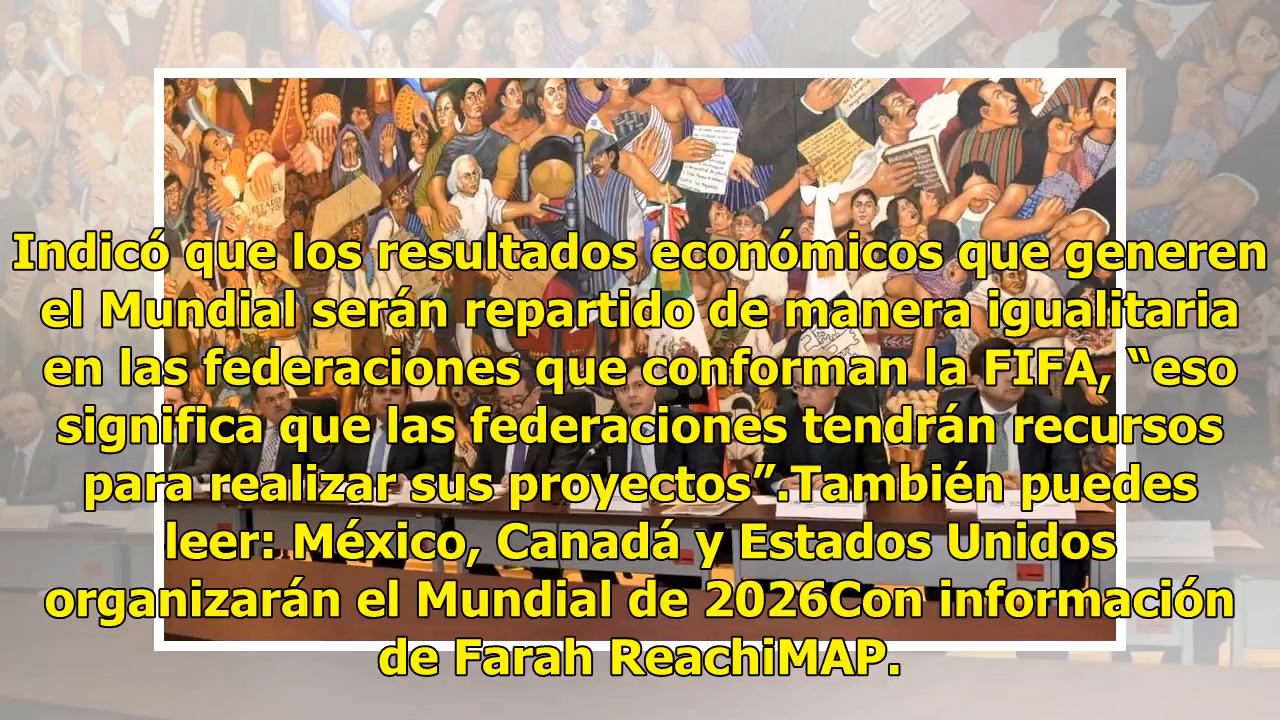 Indicó que los resultados económicos que generen
el Mundial serán repartido de manera igualitaria
en las federaciones que conforman la FIFA, “eso
significa que las federaciones tendrán recursos
para realizar sus proyectos”.También puedes
leer: México, Canadá y Estados Unidos
organizarán el Mundial de 2026Con información
de Farah ReachiMAP.